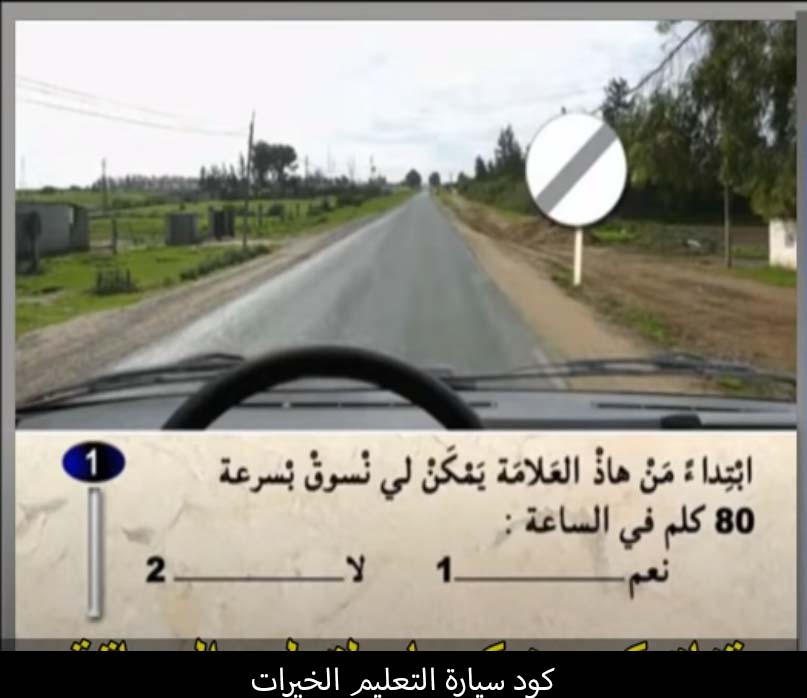 1
ابْتِداءً مَنْ هاذْ العَلامَة يَمْكَنْ لي نْسوقْ بْسرعة
80 كلم في الساعة :
نعم 1 لا 2
كود سيارة التعليم الخيرات